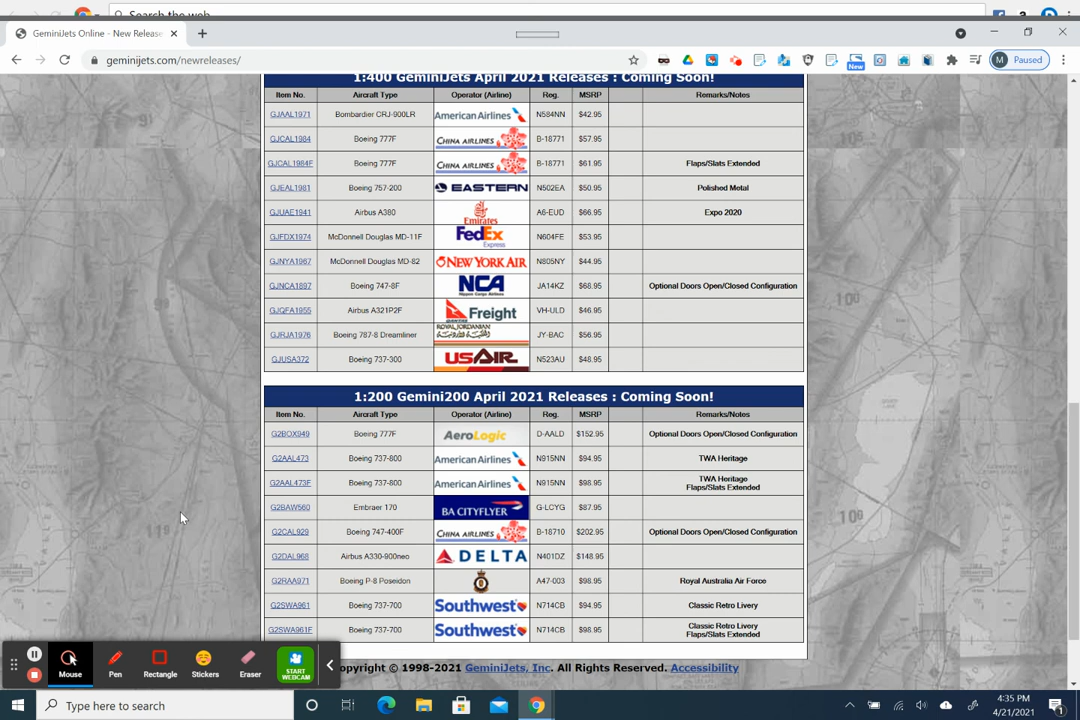 Search the web
GeminiJets Online - New Release
geminijets.com/newreleases/
New
M Paused
1:400 GeminiJets April 2021 Releases : Coming Soon!
Item No. Aircraft Type Operator (Airline) Reg. MSRP Remarks/Notes
GJAAL1971 Bombardier CRJ-900LR American Airlines N584NN $42.95
GJCAL1984 Boeing 777F CHINA AIRLINES B-18771 $57.95
GJCAL1984F Boeing 777F CHINA AIRLINES B-18771 $61.95 Flaps/Slats Extended
GJEAL1981 Boeing 757-200 EASTERN N502EA $50.95 Polished Metal
GJUAE1941 Airbus A380 Emirates A6-EUD $66.95 Expo 2020
GJFDX1974 McDonnell Douglas MD-11F FedEx Express N604FE $53.95
GJNYA1967 McDonnell Douglas MD-82 NEW YORK AIR N805NY $44.95
GJNCA1897 Boeing 747-8F NCA Nippon Cargo Airlines JA14KZ $68.95 Optional Doors Open/Closed Configuration
GJQFA1955 Airbus A321P2F QANTAS Freight VH-ULD $46.95
GJRJA1976 Boeing 787-8 Dreamliner ROYAL JORDANIAN JY-BAC $56.95
GJUSA372 Boeing 737-300 USAIR N523AU $48.95
1:200 Gemini200 April 2021 Releases : Coming Soon!
Item No. Aircraft Type Operator (Airline) Reg. MSRP Remarks/Notes
G2BOX949 Boeing 777F AeroLogic D-AALD $152.95 Optional Doors Open/Closed Configuration
G2AAL473 Boeing 737-800 American Airlines N915NN $94.95 TWA Heritage
G2AAL473F Boeing 737-800 American Airlines N915NN $98.95 TWA Heritage
Flaps/Slats Extended
G2BAW560 Embraer 170 BA CITYFLYER G-LCYG $87.95
G2CAL929 Boeing 747-400F CHINA AIRLINES B-18710 $202.95 Optional Doors Open/Closed Configuration
G2DAL968 Airbus A330-900neo DELTA N401DZ $148.95
G2RAA971 Boeing P-8 Poseidon A47-003 $98.95 Royal Australia Air Force
G2SWA961 Boeing 737-700 Southwest N714CB $94.95 Classic Retro Livery
G2SWA961F Boeing 737-700 Southwest N714CB $98.95 Classic Retro Livery
Flaps/Slats Extended
opyright © 1998-2021 GeminiJets, Inc. All Rights Reserved. Accessibility
Mouse Pen Rectangle Stickers Eraser START
WEBCAM
Type here to search
4:35 PM
4/21/2021